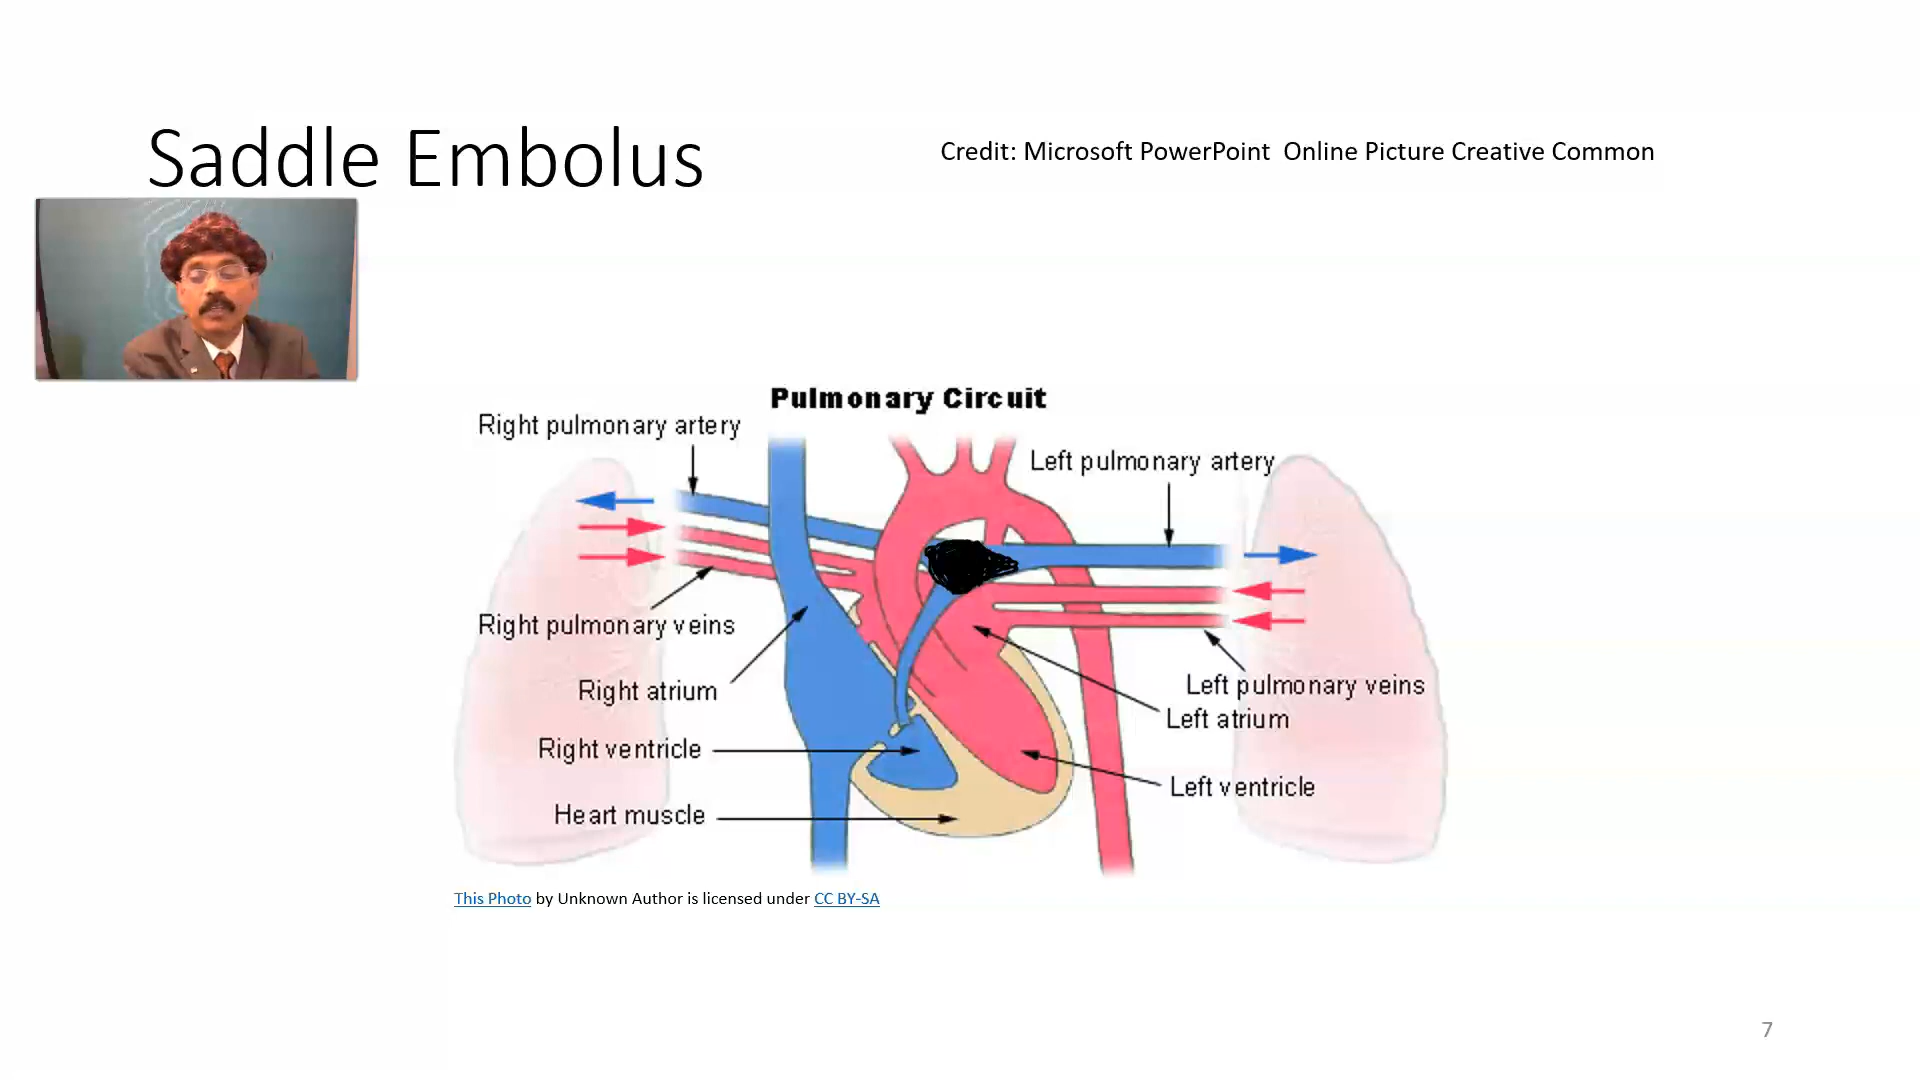 Saddle Embolus
Credit: Microsoft PowerPoint  Online Picture Creative Common
Pulmonary Circuit
Right pulmonary artery
Left pulmonary artery
Right pulmonary veins
Right atrium
Left pulmonary veins
Left atrium
Right ventricle
Left ventricle
Heart muscle
This Photo by Unknown Author is licensed under CC BY-SA
7